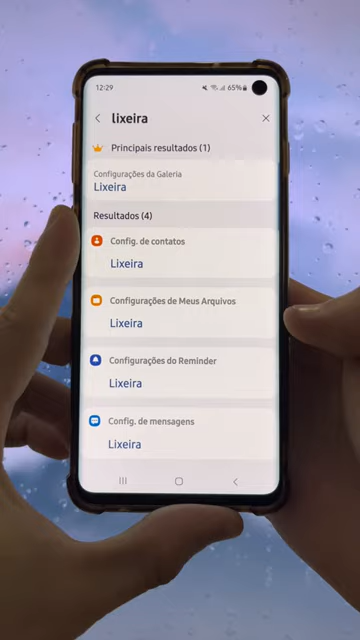 12:29
65%
lixeira
Principais resultados (1)
Configurações da Galeria
Lixeira
Resultados (4)
Config. de contatos
Lixeira
Configurações de Meus Arquivos
Lixeira
Configurações do Reminder
Lixeira
Config. de mensagens
Lixeira